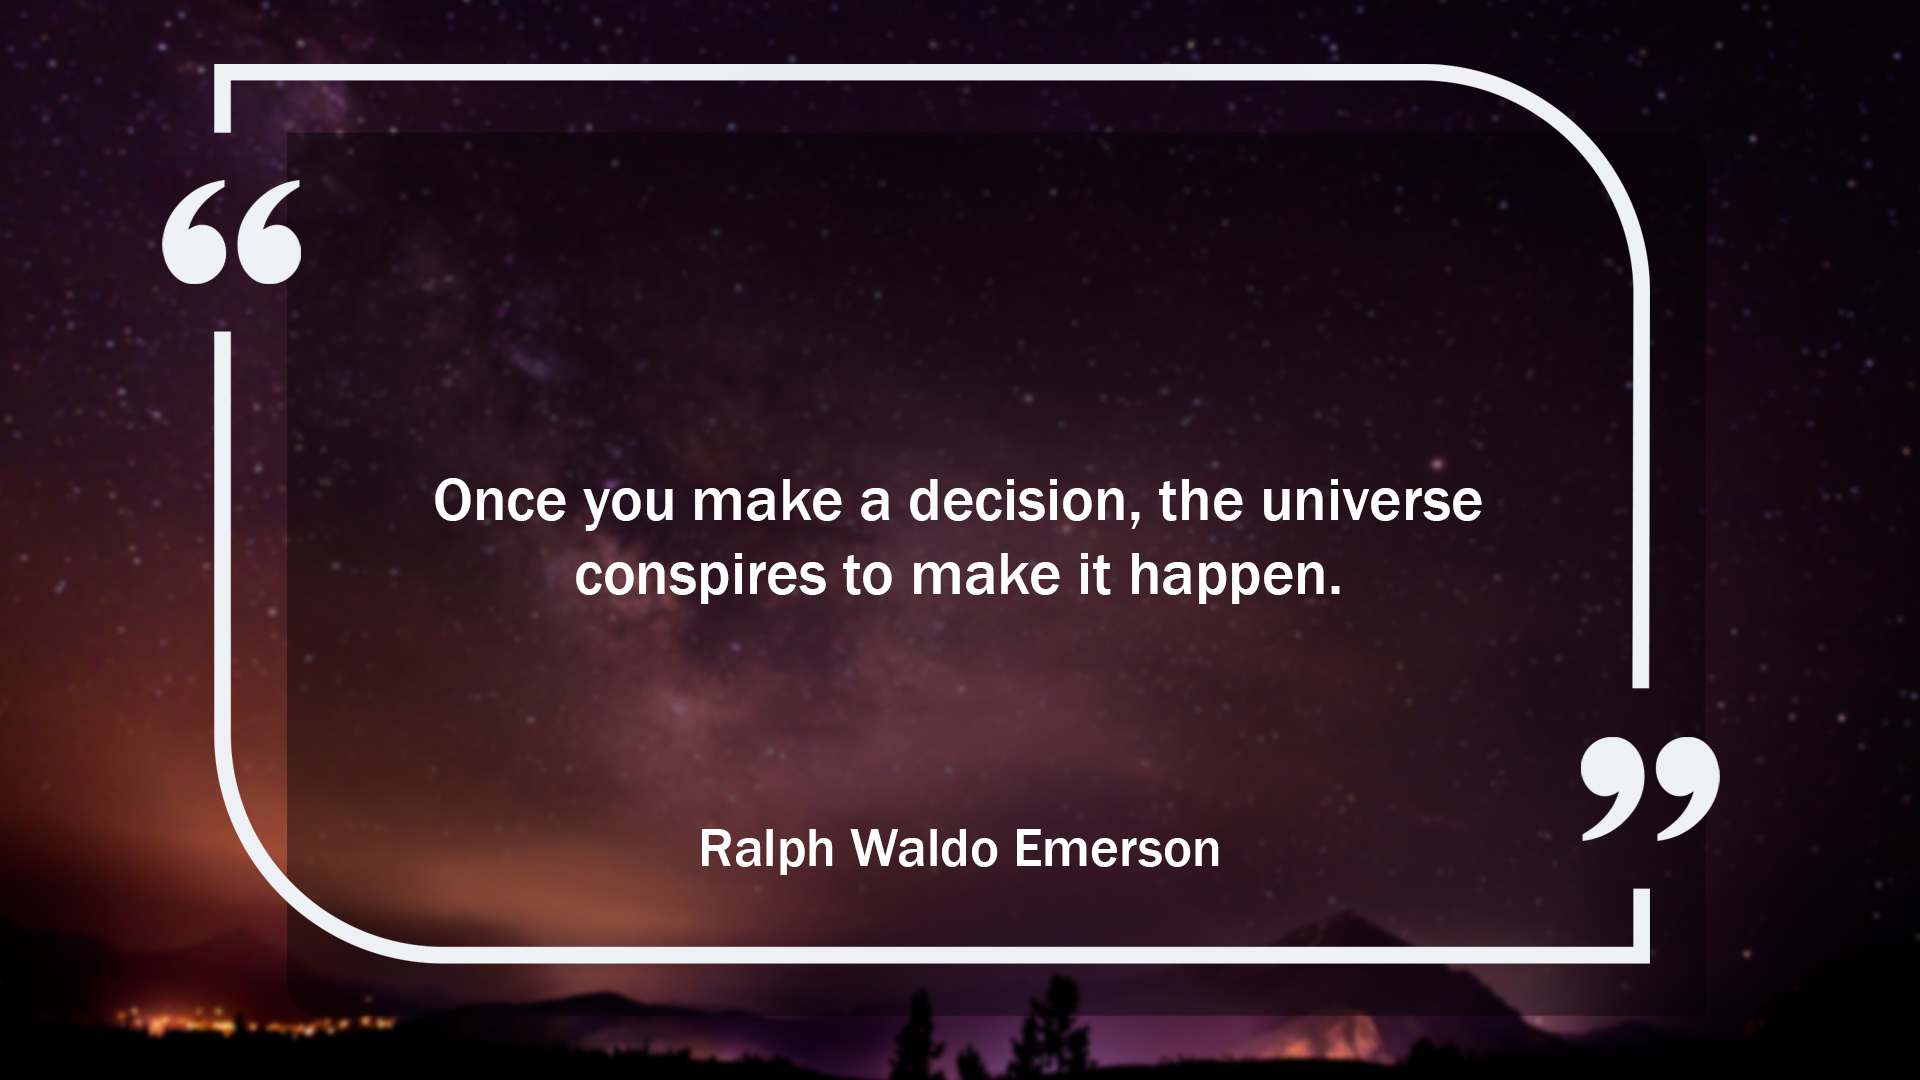 “
Once you make a decision, the universe
conspires to make it happen.
”
Ralph Waldo Emerson